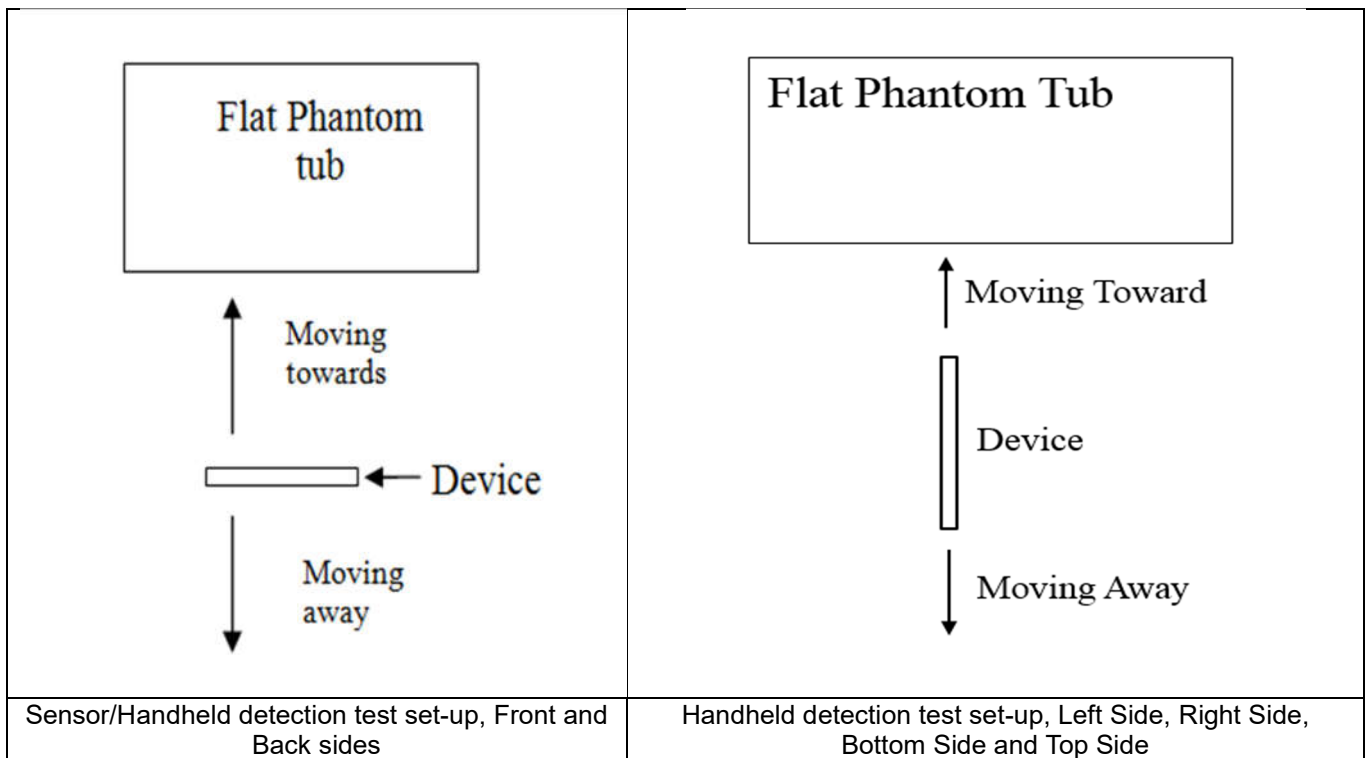 Flat Phantom
tub
Moving
towards
Device
Moving
away
Flat Phantom Tub
Moving Toward
Device
Moving Away
Sensor/Handheld detection test set-up, Front and
Back sides
Handheld detection test set-up, Left Side, Right Side,
Bottom Side and Top Side